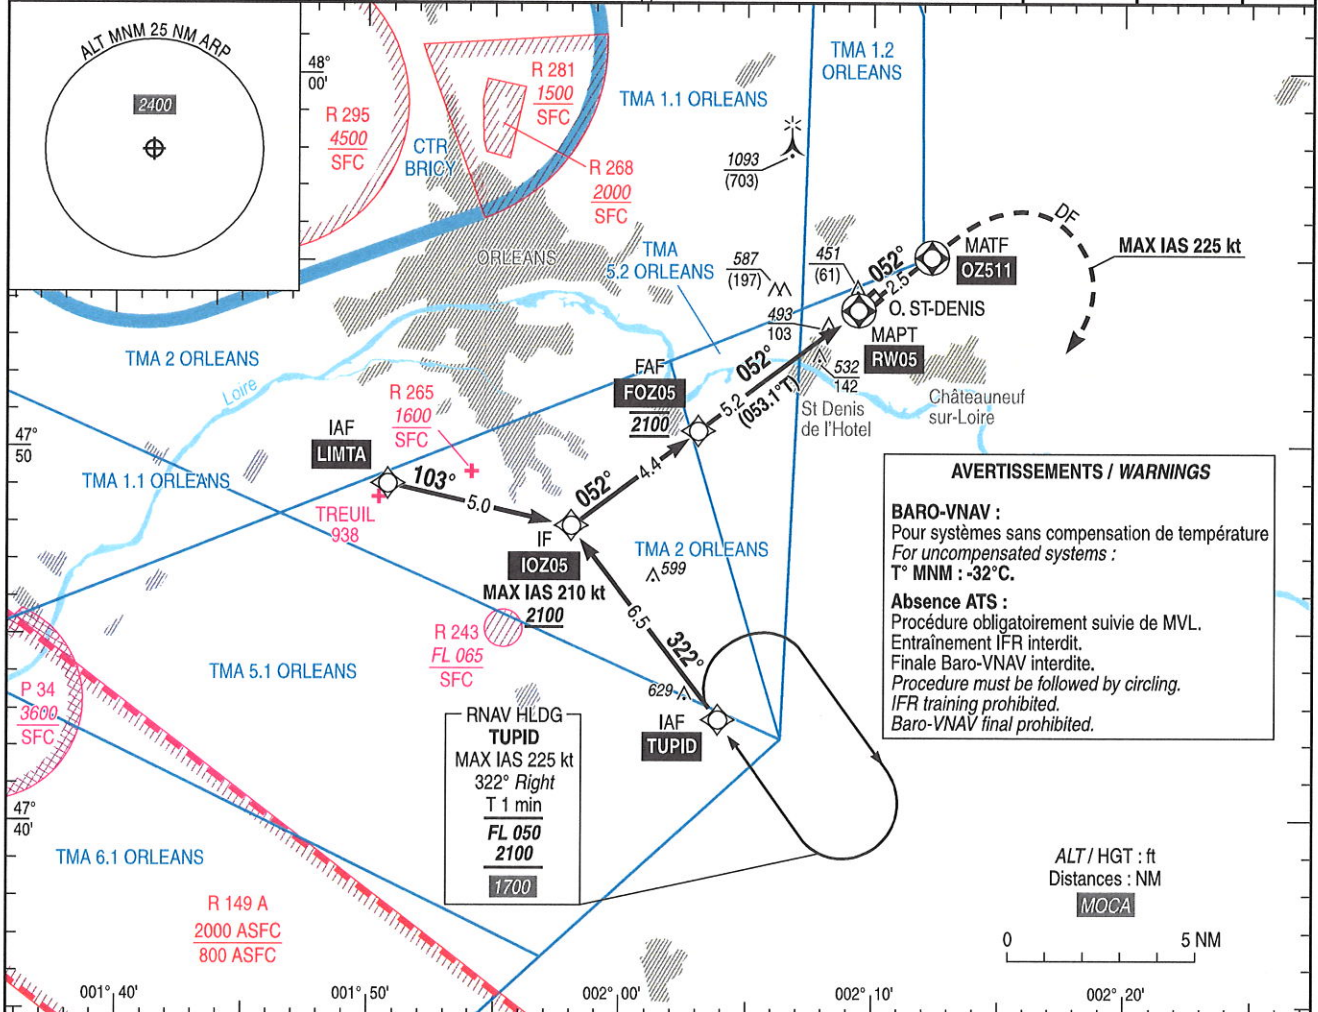 ALT MNM 25 NM ARP
2400
48°
00'
R 295
4500
SFC
R 281
1500
SFC
CTR
BRICY
R 268
2000
SFC
TMA 1.1 ORLEANS
TMA 1.2
ORLEANS
1093
(703)
ORLEANS
TMA
5.2 ORLEANS
587
(197)
451
(61)
493
103
532
142
052°
2.5
DF
MATF
OZ511
MAX IAS 225 kt
O. ST-DENIS
MAPT
RW05
TMA 2 ORLEANS
Loire
R 265
1600
SFC
FAF
FOZ05
2100
052°
5.2
(053.1°T)
St Denis
de l'Hotel
Châteauneuf
sur-Loire
47°
50
IAF
LIMTA
103°
5.0
TREUIL
938
TMA 1.1 ORLEANS
052°
4.4
IF
IOZ05
MAX IAS 210 kt
2100
TMA 2 ORLEANS
599
6.5
322°
R 243
FL 065
SFC
TMA 5.1 ORLEANS
P 34
3600
SFC
629
IAF
TUPID
RNAV HLDG
TUPID
MAX IAS 225 kt
322° Right
T 1 min
FL 050
2100
1700
AVERTISSEMENTS / WARNINGS
BARO-VNAV :
Pour systèmes sans compensation de température
For uncompensated systems :
T° MNM : -32°C.
Absence ATS :
Procédure obligatoirement suivie de MVL.
Entraînement IFR interdit.
Finale Baro-VNAV interdite.
Procedure must be followed by circling.
IFR training prohibited.
Baro-VNAV final prohibited.
47°
40'
TMA 6.1 ORLEANS
R 149 A
2000 ASFC
800 ASFC
ALT / HGT : ft
Distances : NM
MOCA
0 5 NM
001° 40'
001° 50'
002° 00'
002° 10'
002° 20'